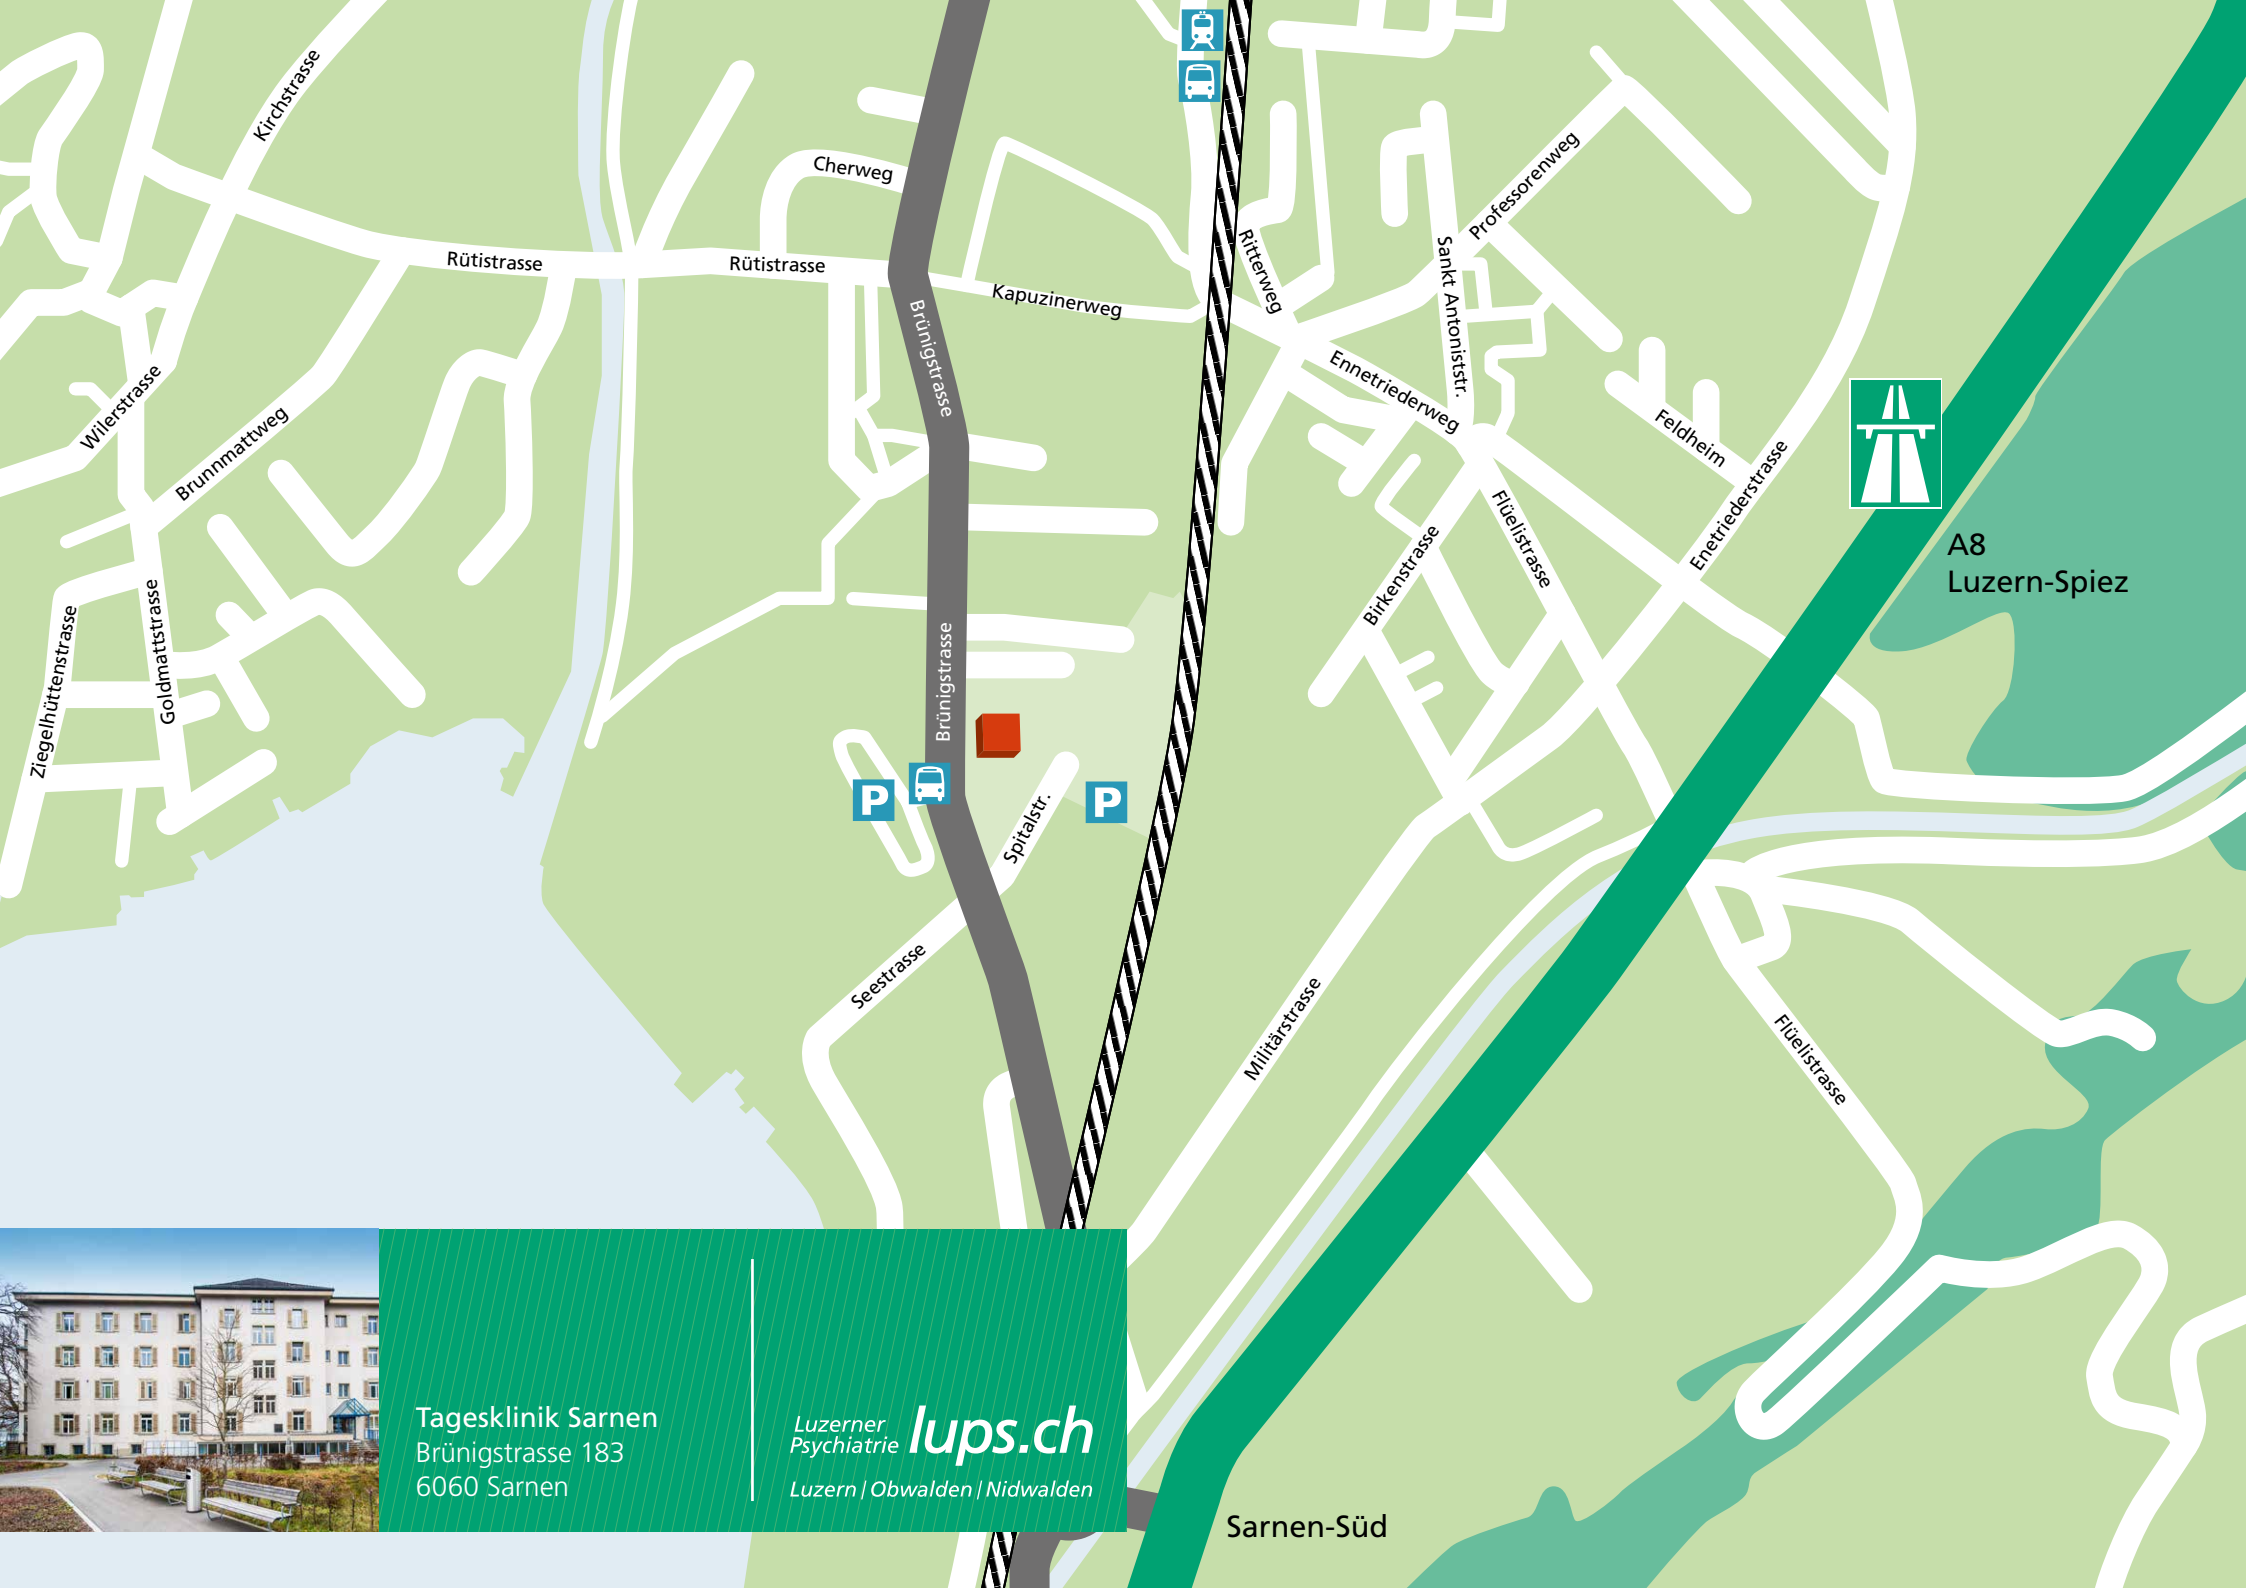 Kirchstrasse
Cherweg
Rütistrasse
Rütistrasse
Kapuzinerweg
Brünigstrasse
Ritterweg
Sankt Antoniststr.
Professorenweg
Ennetriederweg
Feldheim
Enetriederstrasse
Wilerstrasse
Brunnmattweg
Flüelistrasse
Birkenstrasse
A8
Luzern-Spiez
Ziegelhüttenstrasse
Goldmattstrasse
Brünigstrasse
P
P
Spitalstr.
Seestrasse
Militärstrasse
Flüelistrasse
Tagesklinik Sarnen
Brünigstrasse 183
6060 Sarnen
Luzerner
Psychiatrie lups.ch
Luzern | Obwalden | Nidwalden
Sarnen-Süd